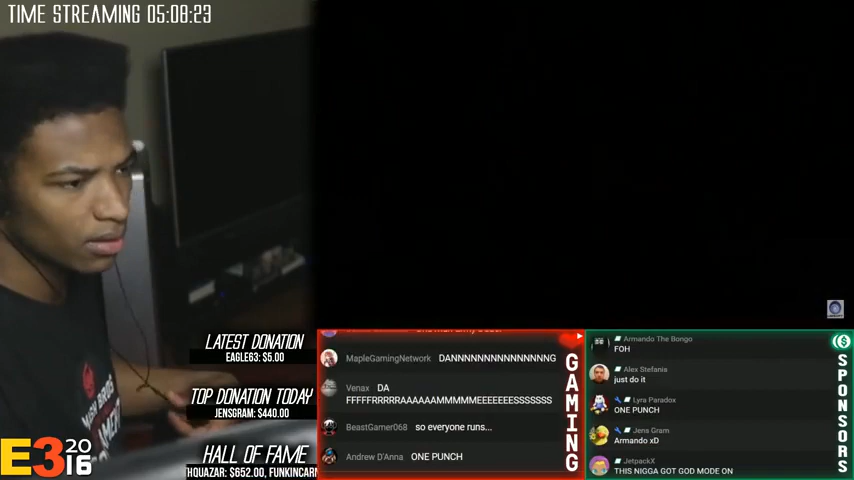 TIME STREAMING 05:08:23
LATEST DONATION
EAGLE63: $5.00
TOP DONATION TODAY
JENSGRAM: $440.00
HALL OF FAME
THQUAZAR: $652.00, FUNKINCARN
E3 2016
MapleGamingNetwork DANNNNNNNNNNNNNNNG
Venax DA
FFFFFRRRRRAAAAAAMMMMMEEEEEEESSSSSSS
BeastGamer068 so everyone runs...
Andrew D'Anna ONE PUNCH
GAMING
Armando The Bongo
FOH
Alex Stefanis
just do it
Lyra Paradox
ONE PUNCH
Jens Gram
Armando xD
JetpackX
THIS NIGGA GOT GOD MODE ON
SPONSORS